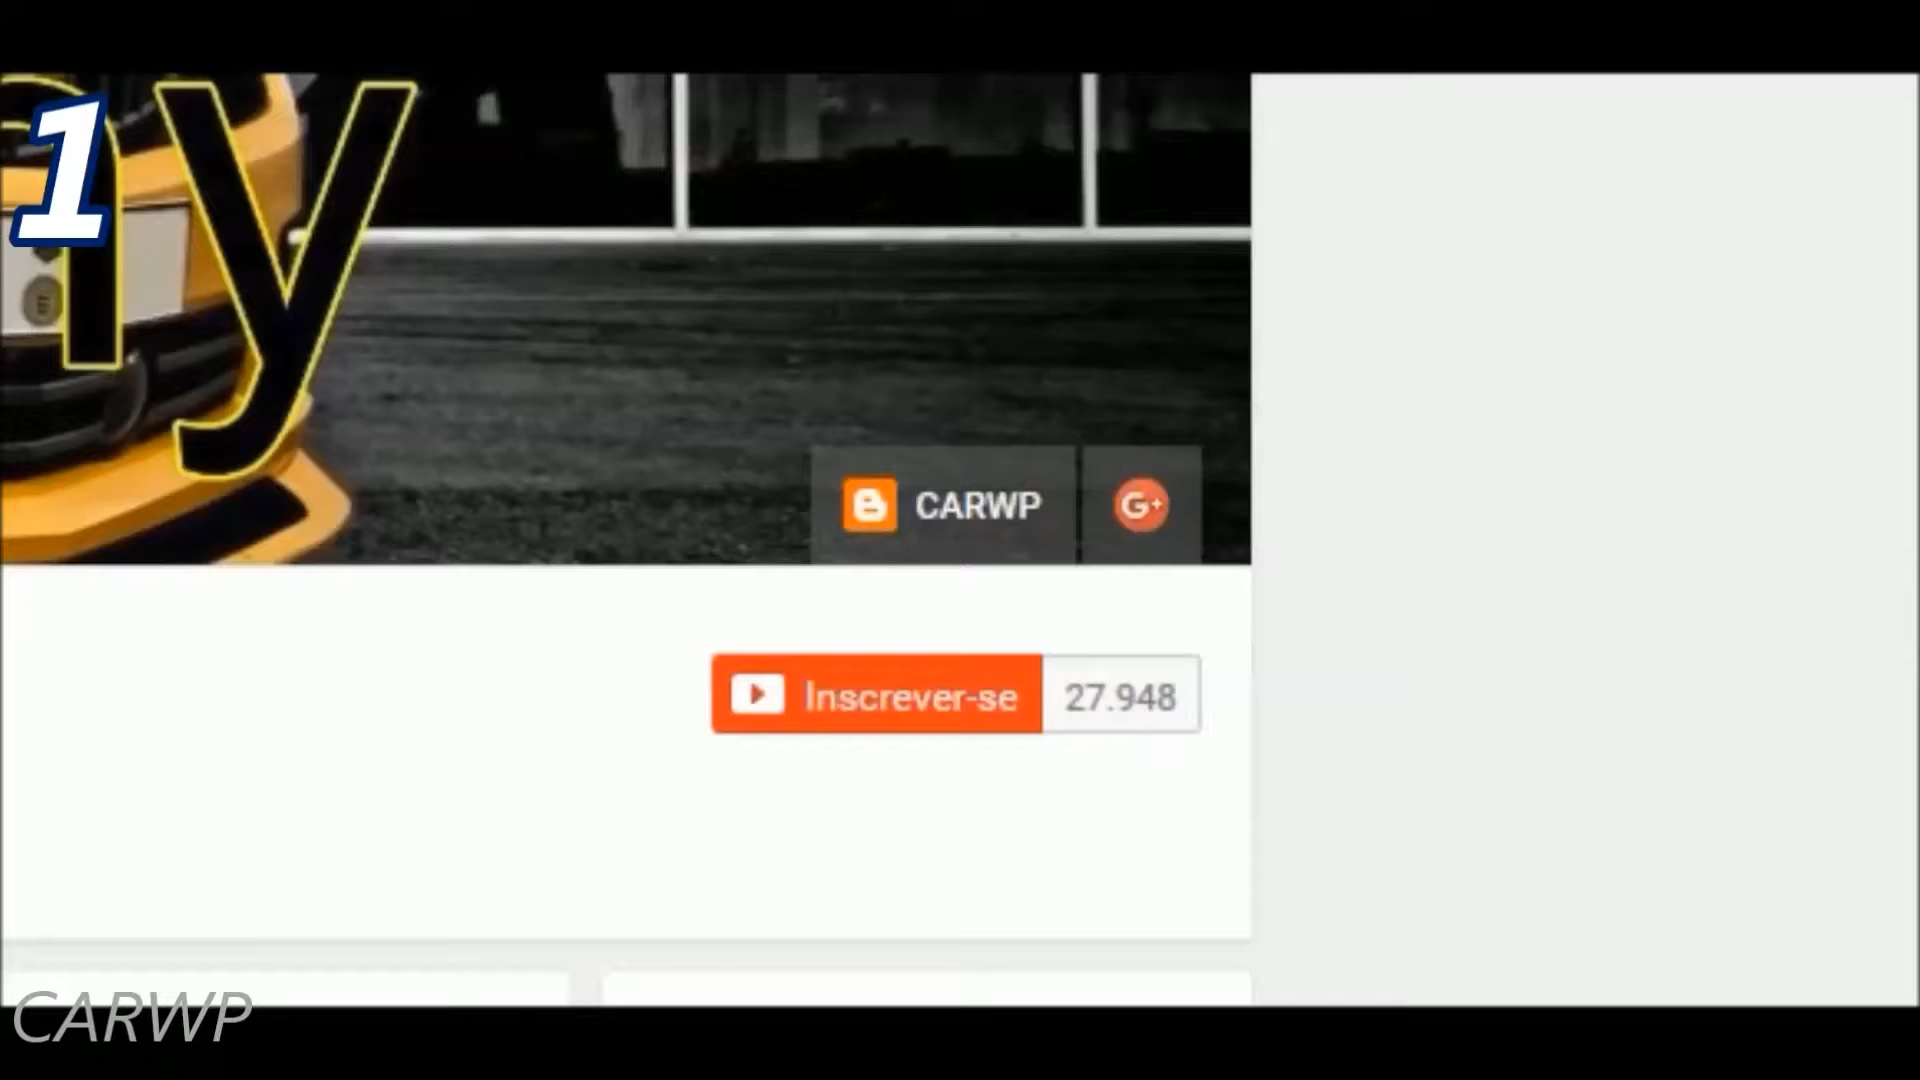 1
y
CARWP
G+
Inscrever-se 27.948
CARWP